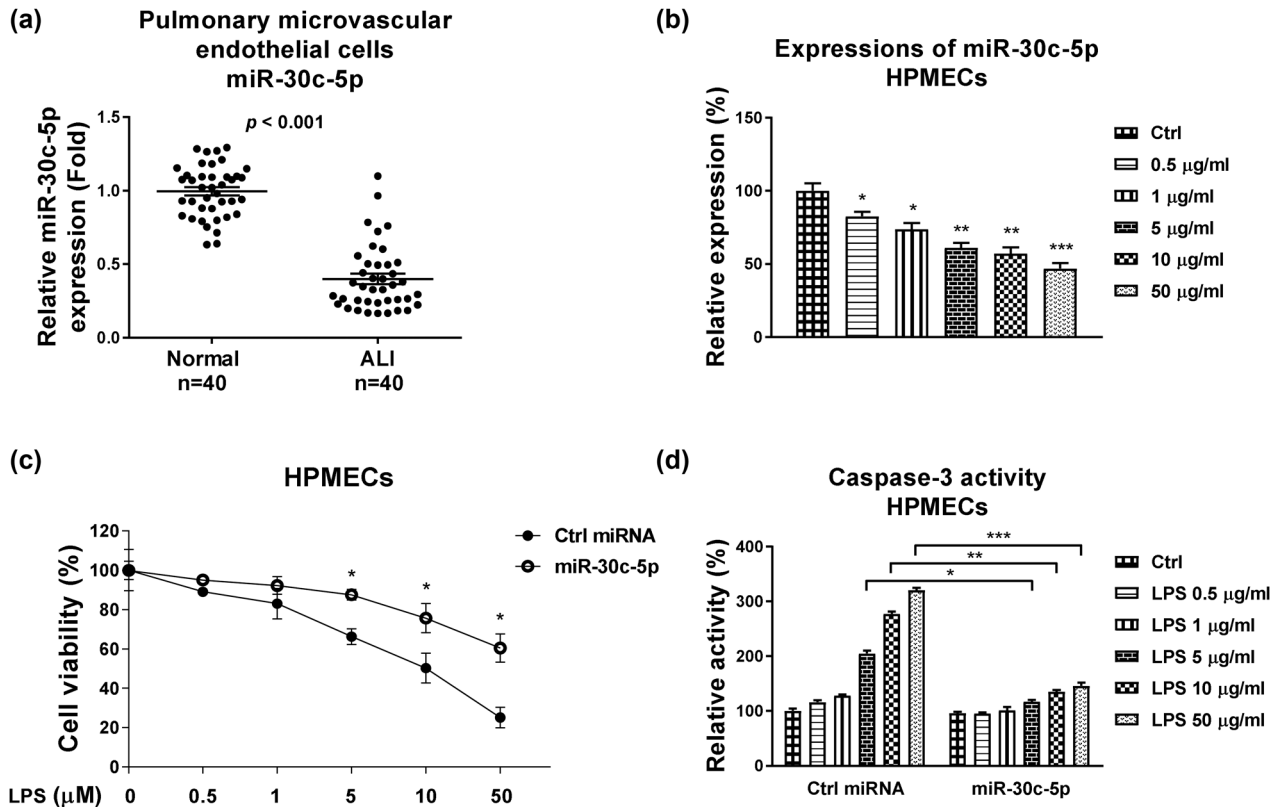 (a)
Pulmonary microvascular
endothelial cells
miR-30c-5p
Relative miR-30c-5p
expression (Fold)
1.5
1.0
0.5
0.0
p < 0.001
Normal
n=40
ALI
n=40
(b)
Expressions of miR-30c-5p
HPMECs
Relative expression (%)
150
100
50
0
*
*
**
**
***
Ctrl
0.5 μg/ml
1 μg/ml
5 μg/ml
10 μg/ml
50 μg/ml
(c)
HPMECs
Cell viability (%)
120
100
80
60
40
20
0
*
*
*
Ctrl miRNA
miR-30c-5p
LPS (μM) 0 0.5 1 5 10 50
(d)
Caspase-3 activity
HPMECs
Relative activity (%)
400
300
200
100
0
***
**
*
Ctrl miRNA miR-30c-5p
Ctrl
LPS 0.5 μg/ml
LPS 1 μg/ml
LPS 5 μg/ml
LPS 10 μg/ml
LPS 50 μg/ml